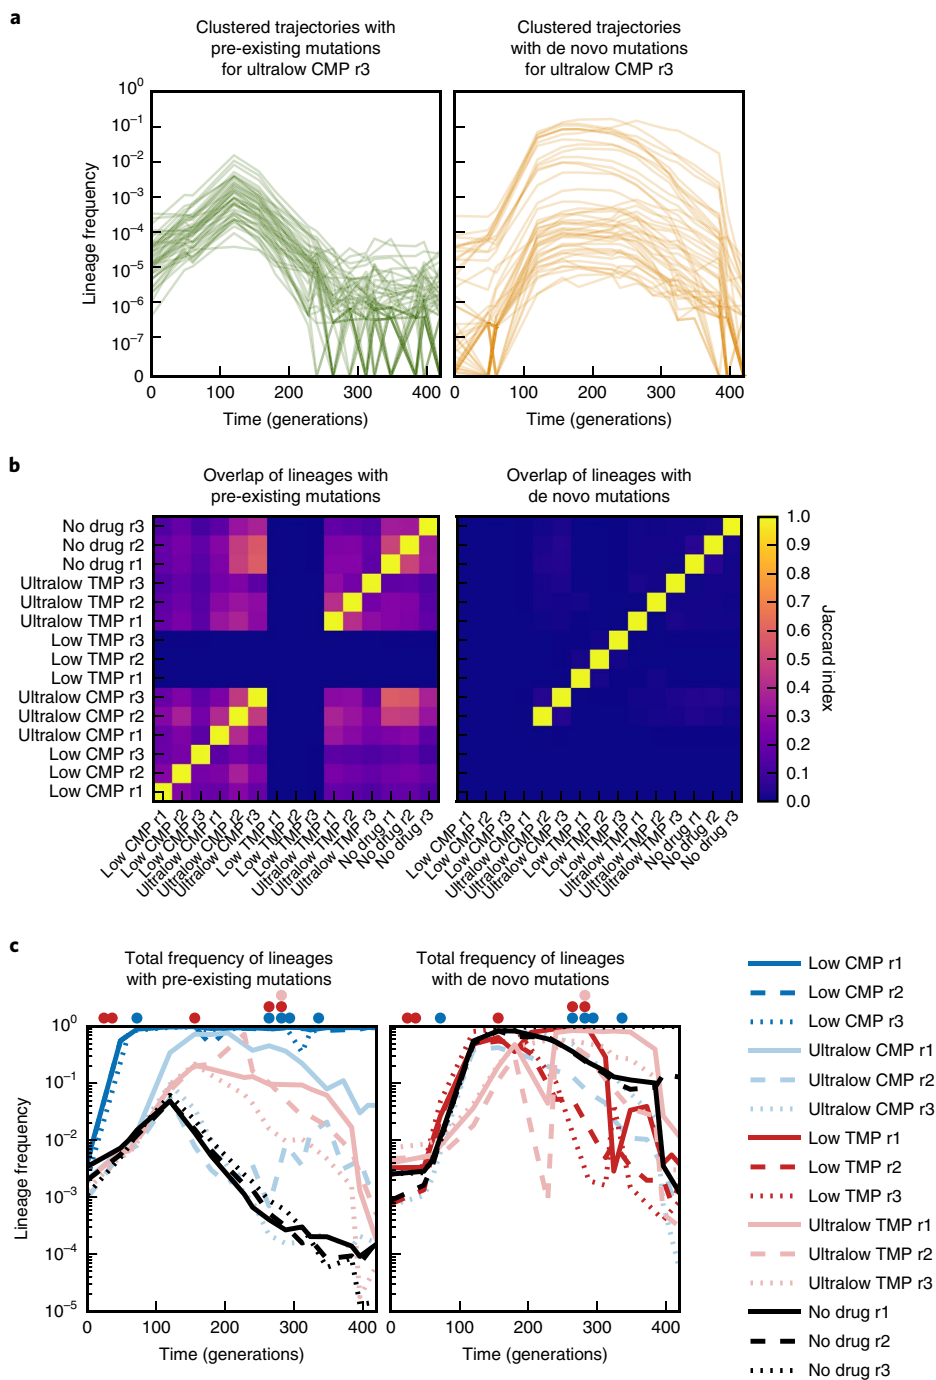 a
Clustered trajectories with
pre-existing mutations
for ultralow CMP r3
Clustered trajectories
with de novo mutations
for ultralow CMP r3
Lineage frequency
10⁰
10⁻¹
10⁻²
10⁻³
10⁻⁴
10⁻⁵
10⁻⁶
10⁻⁷
0
0 100 200 300 400
0 100 200 300 400
Time (generations)
Time (generations)
b
Overlap of lineages with
pre-existing mutations
Overlap of lineages with
de novo mutations
No drug r3
No drug r2
No drug r1
Ultralow TMP r3
Ultralow TMP r2
Ultralow TMP r1
Low TMP r3
Low TMP r2
Low TMP r1
Ultralow CMP r3
Ultralow CMP r2
Ultralow CMP r1
Low CMP r3
Low CMP r2
Low CMP r1
Low CMP r1
Low CMP r2
Low CMP r3
Ultralow CMP r1
Ultralow CMP r2
Ultralow CMP r3
Low TMP r1
Low TMP r2
Low TMP r3
Ultralow TMP r1
Ultralow TMP r2
Ultralow TMP r3
No drug r1
No drug r2
No drug r3
Low CMP r1
Low CMP r2
Low CMP r3
Ultralow CMP r1
Ultralow CMP r2
Ultralow CMP r3
Low TMP r1
Low TMP r2
Low TMP r3
Ultralow TMP r1
Ultralow TMP r2
Ultralow TMP r3
No drug r1
No drug r2
No drug r3
1.0
0.9
0.8
0.7
0.6
0.5
0.4
0.3
0.2
0.1
0.0
Jaccard index
c
Total frequency of lineages
with pre-existing mutations
Total frequency of lineages
with de novo mutations
Lineage frequency
10⁰
10⁻¹
10⁻²
10⁻³
10⁻⁴
10⁻⁵
0 100 200 300 400
0 100 200 300 400
Time (generations)
Time (generations)
Low CMP r1
Low CMP r2
Low CMP r3
Ultralow CMP r1
Ultralow CMP r2
Ultralow CMP r3
Low TMP r1
Low TMP r2
Low TMP r3
Ultralow TMP r1
Ultralow TMP r2
Ultralow TMP r3
No drug r1
No drug r2
No drug r3